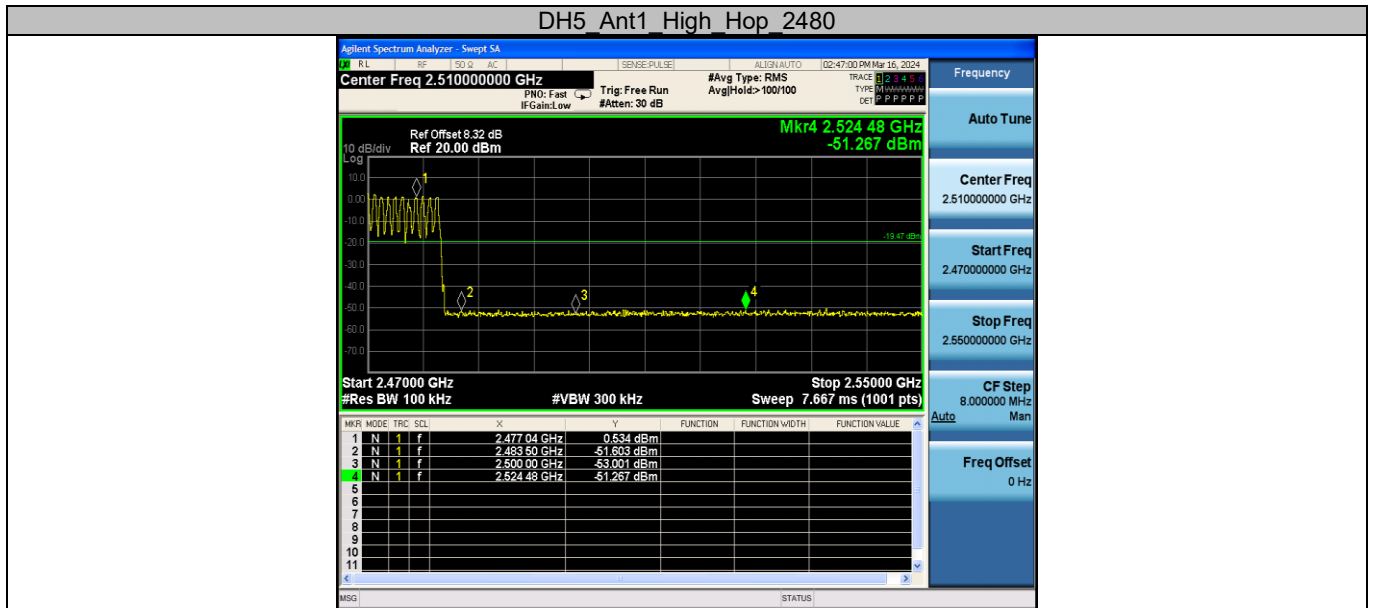 DH5_Ant1_High_Hop_2480
Agilent Spectrum Analyzer - Swept SA
RL RF 50 Ω AC SENSE:PULSE ALIGNAUTO 02:47:00 PM Mar 16, 2024
Center Freq 2.510000000 GHz
PNO: Fast
IFGain:Low
Trig: Free Run
#Atten: 30 dB
#Avg Type: RMS
Avg|Hold:> 100/100
TRACE 1 2 3 4 5 6
TYPE MWWWWW
DET P P P P P P
Mkr4 2.524 48 GHz
-51.267 dBm
Ref Offset 8.32 dB
10 dB/div Ref 20.00 dBm
Log
10.0
0.00
-10.0
-20.0
-30.0
-40.0
-50.0
-60.0
-70.0
1
2
3
4
-19.47 dBm
Start 2.47000 GHz Stop 2.55000 GHz
#Res BW 100 kHz #VBW 300 kHz Sweep 7.667 ms (1001 pts)
MKR MODE TRC SCL X Y FUNCTION FUNCTION WIDTH FUNCTION VALUE
1 N 1 f 2.477 04 GHz 0.534 dBm
2 N 1 f 2.483 50 GHz -51.603 dBm
3 N 1 f 2.500 00 GHz -53.001 dBm
4 N 1 f 2.524 48 GHz -51.267 dBm
5
6
7
8
9
10
11
MSG STATUS
Frequency
Auto Tune
Center Freq
2.510000000 GHz
Start Freq
2.470000000 GHz
Stop Freq
2.550000000 GHz
CF Step
8.000000 MHz
Auto Man
Freq Offset
0 Hz